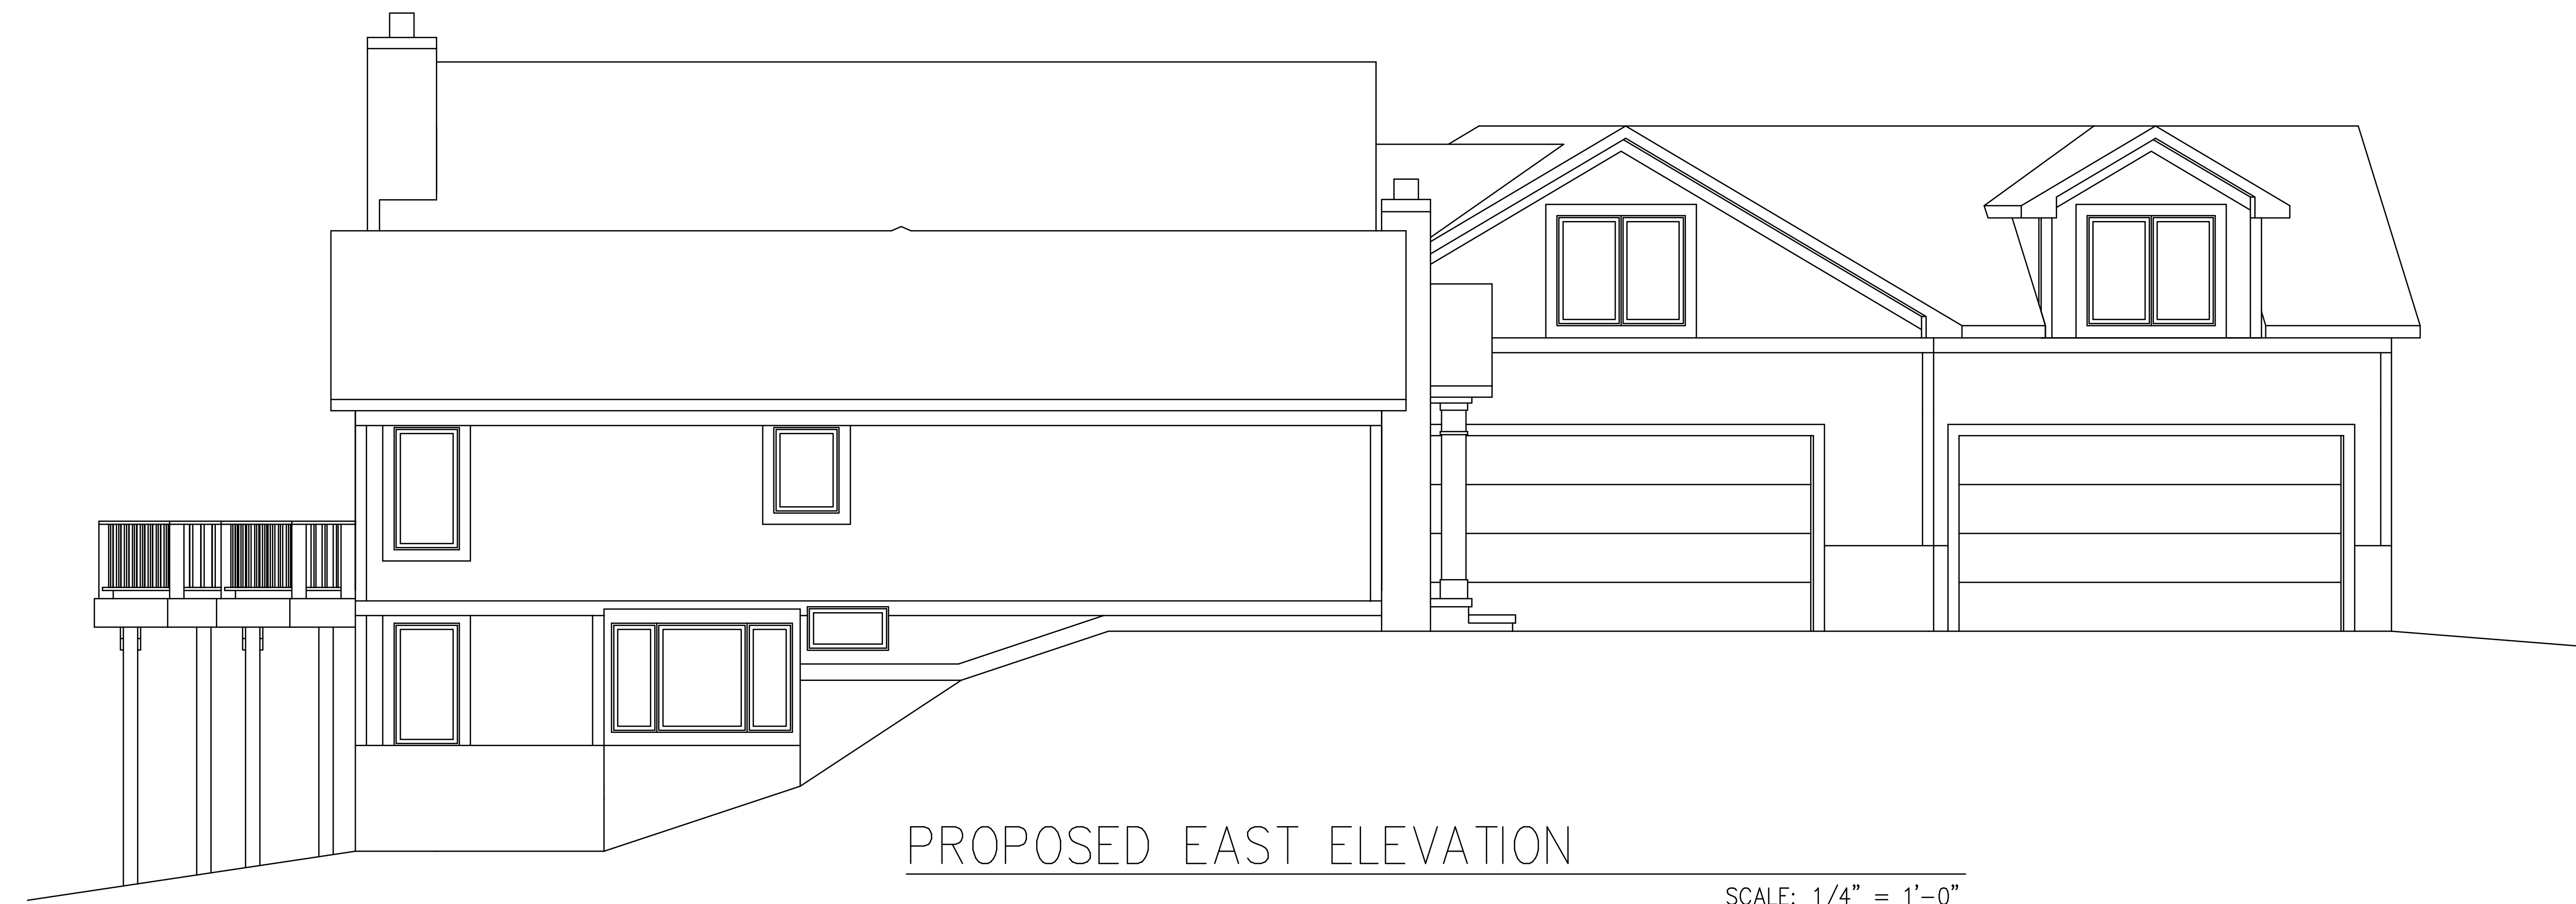 PROPOSED EAST ELEVATION
SCALE: 1/4" = 1'-0"